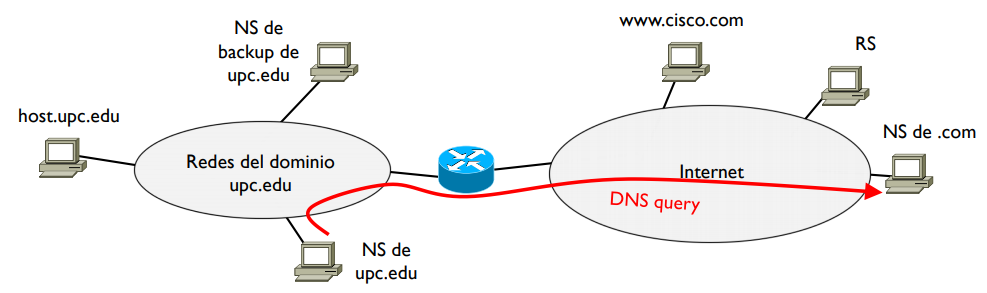 NS de
backup de
upc.edu
host.upc.edu
Redes del dominio
upc.edu
NS de
upc.edu
www.cisco.com
RS
NS de .com
Internet
DNS query